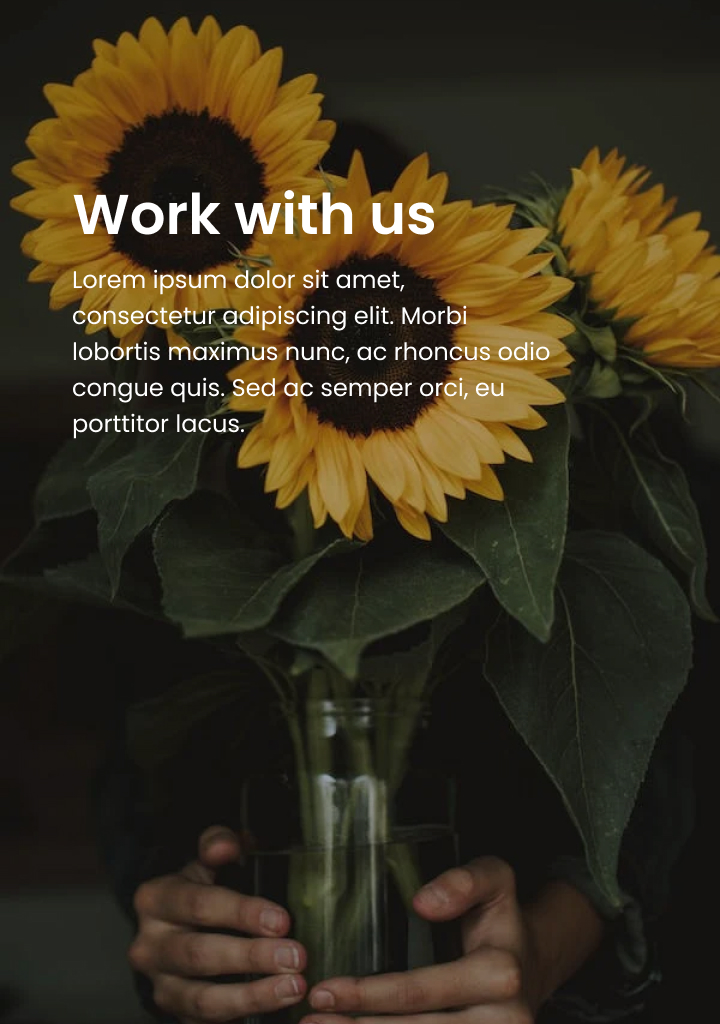 Work with us
Lorem ipsum dolor sit amet,
consectetur adipiscing elit. Morbi
lobortis maximus nunc, ac rhoncus odio
congue quis. Sed ac semper orci, eu
porttitor lacus.